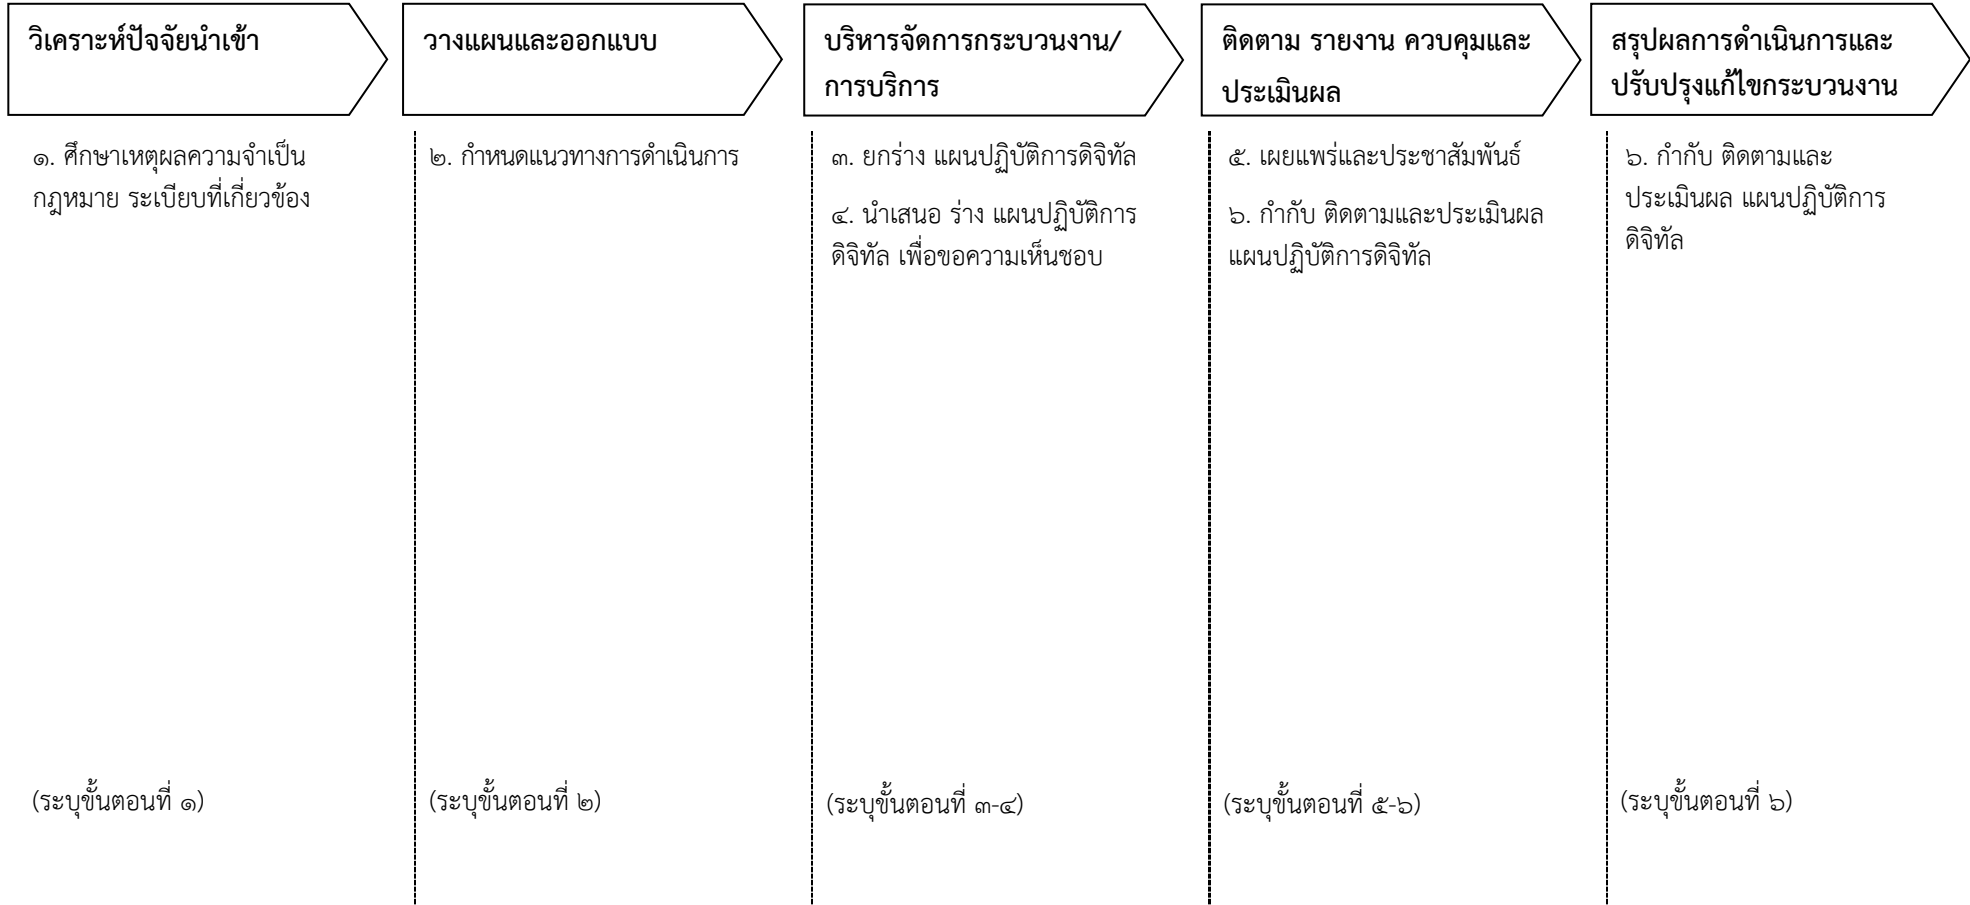 วิเคราะห์ปัจจัยนำเข้า
วางแผนและออกแบบ
บริหารจัดการกระบวนงาน/
การบริการ
ติดตาม รายงาน ควบคุมและ
ประเมินผล
สรุปผลการดำเนินการและ
ปรับปรุงแก้ไขกระบวนงาน
๑. ศึกษาเหตุผลความจำเป็น
กฎหมาย ระเบียบที่เกี่ยวข้อง
(ระบุขั้นตอนที่ ๑)
๒. กำหนดแนวทางการดำเนินการ
(ระบุขั้นตอนที่ ๒)
๓. ยกร่าง แผนปฏิบัติการดิจิทัล
๔. นำเสนอ ร่าง แผนปฏิบัติการ
ดิจิทัล เพื่อขอความเห็นชอบ
(ระบุขั้นตอนที่ ๓-๔)
๕. เผยแพร่และประชาสัมพันธ์
๖. กำกับ ติดตามและประเมินผล
แผนปฏิบัติการดิจิทัล
(ระบุขั้นตอนที่ ๕-๖)
๖. กำกับ ติดตามและ
ประเมินผล แผนปฏิบัติการ
ดิจิทัล
(ระบุขั้นตอนที่ ๖)